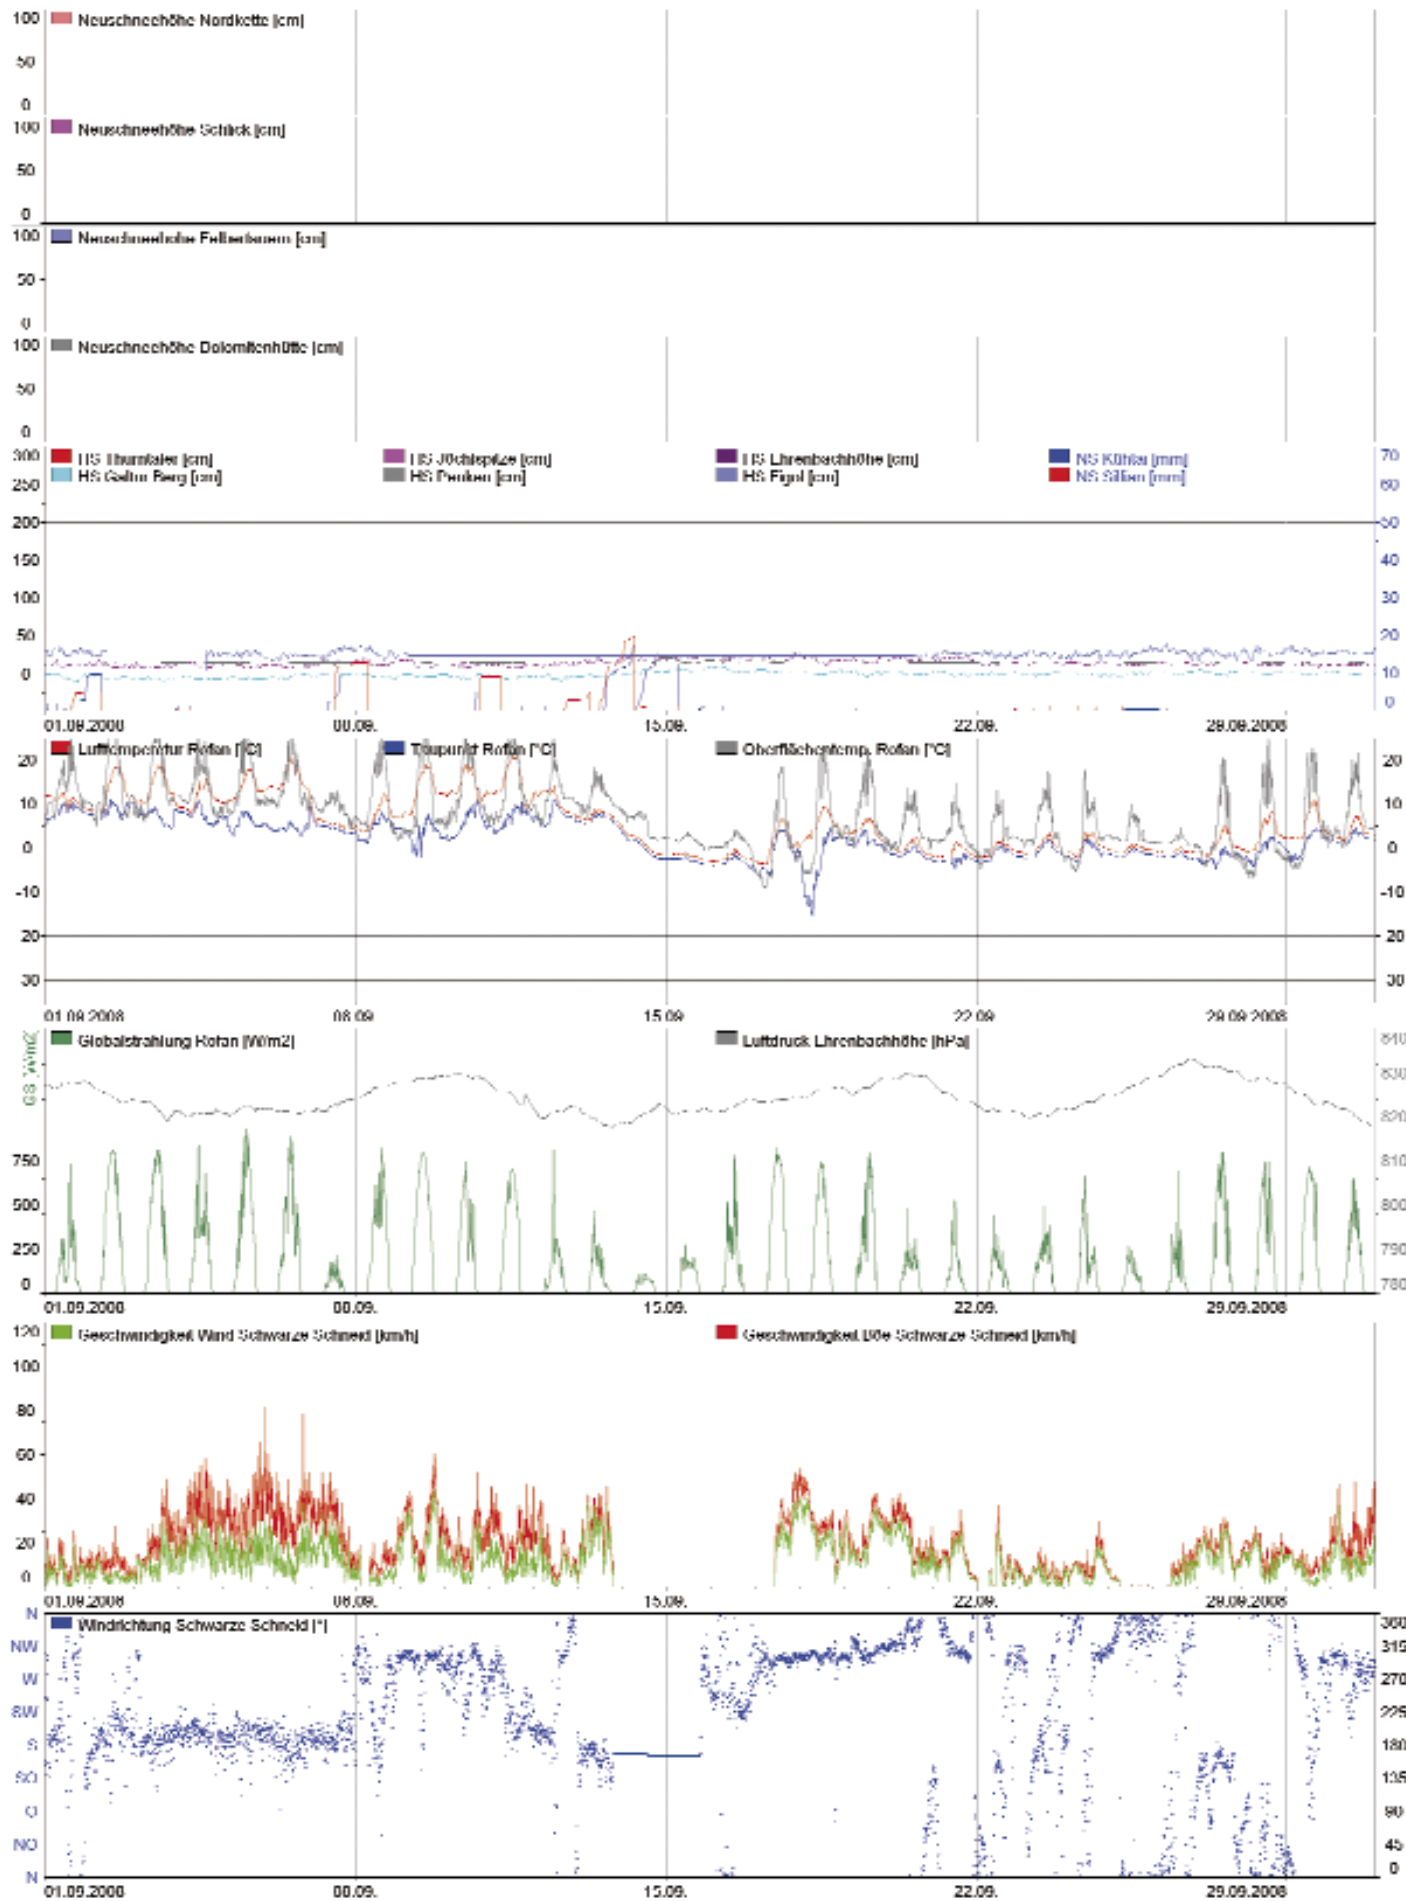 100 Neuschneehöhe Nordkette [cm]
50
0
100 Neuschneehöhe Schlick [cm]
50
0
100 Neuschneehöhe Felbertauern [cm]
50
0
100 Neuschneehöhe Dolomitenhütte [cm]
50
0
300 HS Thurntaler [cm] HS Jöchlspitze [cm] HS Ehrenbachhöhe [cm] NS Kühtai [mm] 70
250 HS Galtür Berg [cm] HS Penken [cm] HS Figol [cm] NS Sillian [mm] 60
200 50
150 40
100 30
50 20
0 10
0
01.09.2008 08.09. 15.09. 22.09. 29.09.2008
20 Lufttemperatur Rofan [°C] Taupunkt Rofan [°C] Oberflächentemp. Rofan [°C] 20
10 10
0 0
-10 -10
20 20
30 30
01.09.2008 08.09. 15.09. 22.09. 29.09.2008
GS [W/m2] Globalstrahlung Rofan [W/m2] Luftdruck Ehrenbachhöhe [hPa] 840
830
820
750 810
500 800
250 790
0 780
01.09.2008 08.09. 15.09. 22.09. 29.09.2008
120 Geschwindigkeit Wind Schwarze Schneid [km/h] Geschwindigkeit Böe Schwarze Schneid [km/h]
100
80
60
40
20
0
01.09.2008 08.09. 15.09. 22.09. 29.09.2008
N Windrichtung Schwarze Schneid [°] 360
NW 315
W 270
SW 225
S 180
SO 135
O 90
NO 45
N 0
01.09.2008 08.09. 15.09. 22.09. 29.09.2008